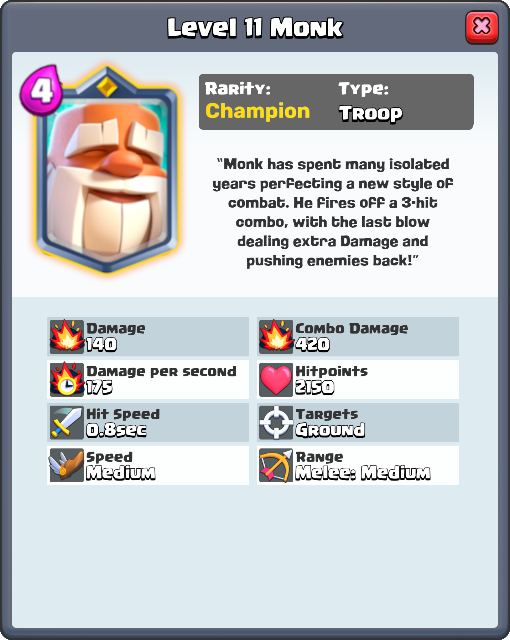 Level 11 Monk
4
Rarity:
Champion
Type:
Troop
"Monk has spent many isolated
years perfecting a new style of
combat. He fires off a 3-hit
combo, with the last blow
dealing extra Damage and
pushing enemies back!"
Damage
140
Combo Damage
420
Damage per second
175
Hitpoints
2150
Hit Speed
0.8sec
Targets
Ground
Speed
Medium
Range
Melee: Medium